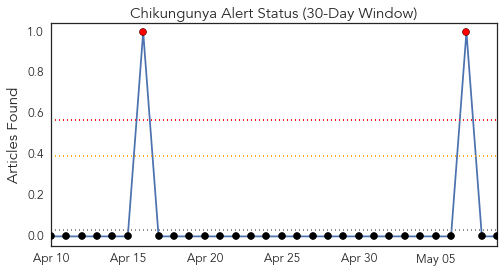 Chikungunya Alert Status (30-Day Window)
Articles Found
1.0
0.8
0.6
0.4
0.2
0.0
Apr 10 Apr 15 Apr 20 Apr 25 Apr 30 May 05